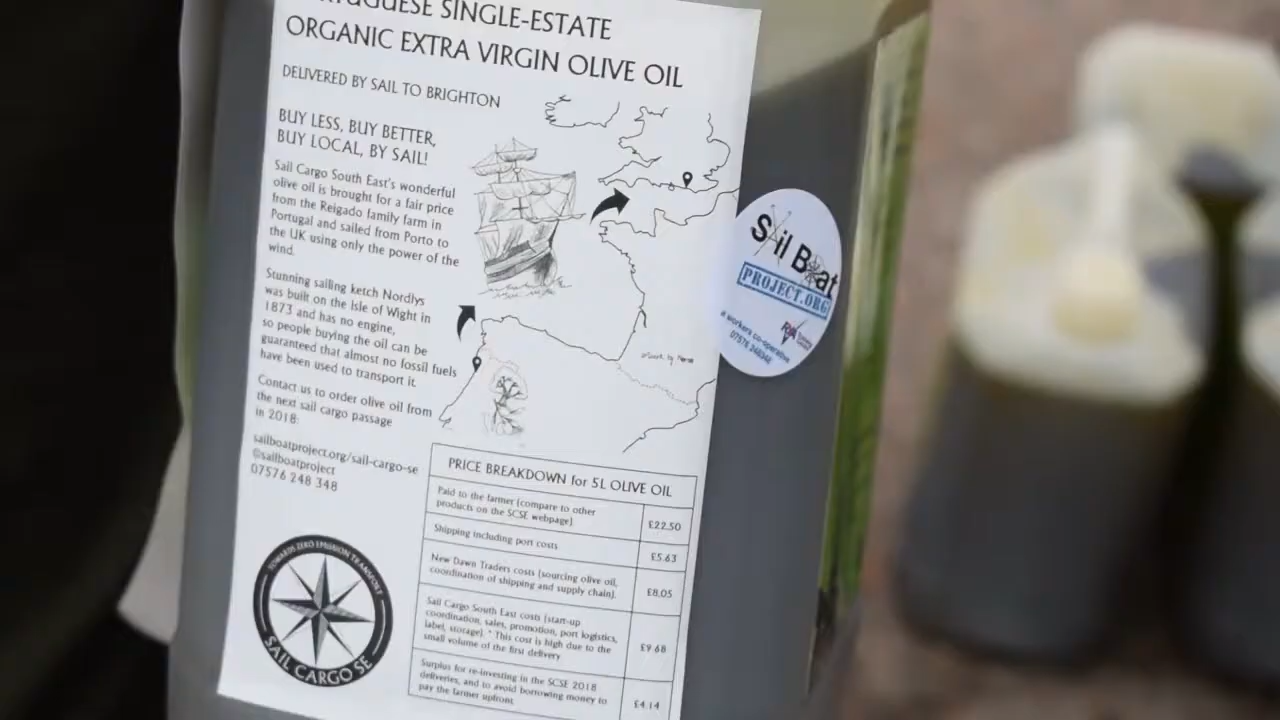 TUGUESE SINGLE-ESTATE
ORGANIC EXTRA VIRGIN OLIVE OIL
DELIVERED BY SAIL TO BRIGHTON
BUY LESS, BUY BETTER,
BUY LOCAL, BY SAIL!
Sail Cargo South East's wonderful
olive oil is brought for a fair price
from the Reigado family farm in
Portugal and sailed from Porto to
the UK using only the power of the
wind.
Stunning sailing ketch Nordlys
was built on the Isle of Wight in
1873 and has no engine,
so people buying the oil can be
guaranteed that almost no fossil fuels
have been used to transport it.
Contact us to order olive oil from
the next sail cargo passage
in 2018:
sailboatproject.org/sail-cargo-se
@sailboatproject
07576 248 348
artwork by
Sail Boat
PROJECT.ORG
a workers co-operative
07576 248348
RYA
PRICE BREAKDOWN for 5L OLIVE OIL
Paid to the farmer (compare to other
products on the SCSE webpage)
£22.50
Shipping including port costs
£5.63
New Dawn Traders costs (sourcing olive oil,
coordination of shipping and supply chain).
£8.05
Sail Cargo South East costs (start-up
coordination, sales, promotion, port logistics,
label, storage). * This cost is high due to the
small volume of the first delivery
£9.68
Surplus for re-investing in the SCSE 2018
deliveries, and to avoid borrowing money to
pay the farmer upfront
£4.14
TOWARDS ZERO EMISSION TRANSPORT
SAIL CARGO SE